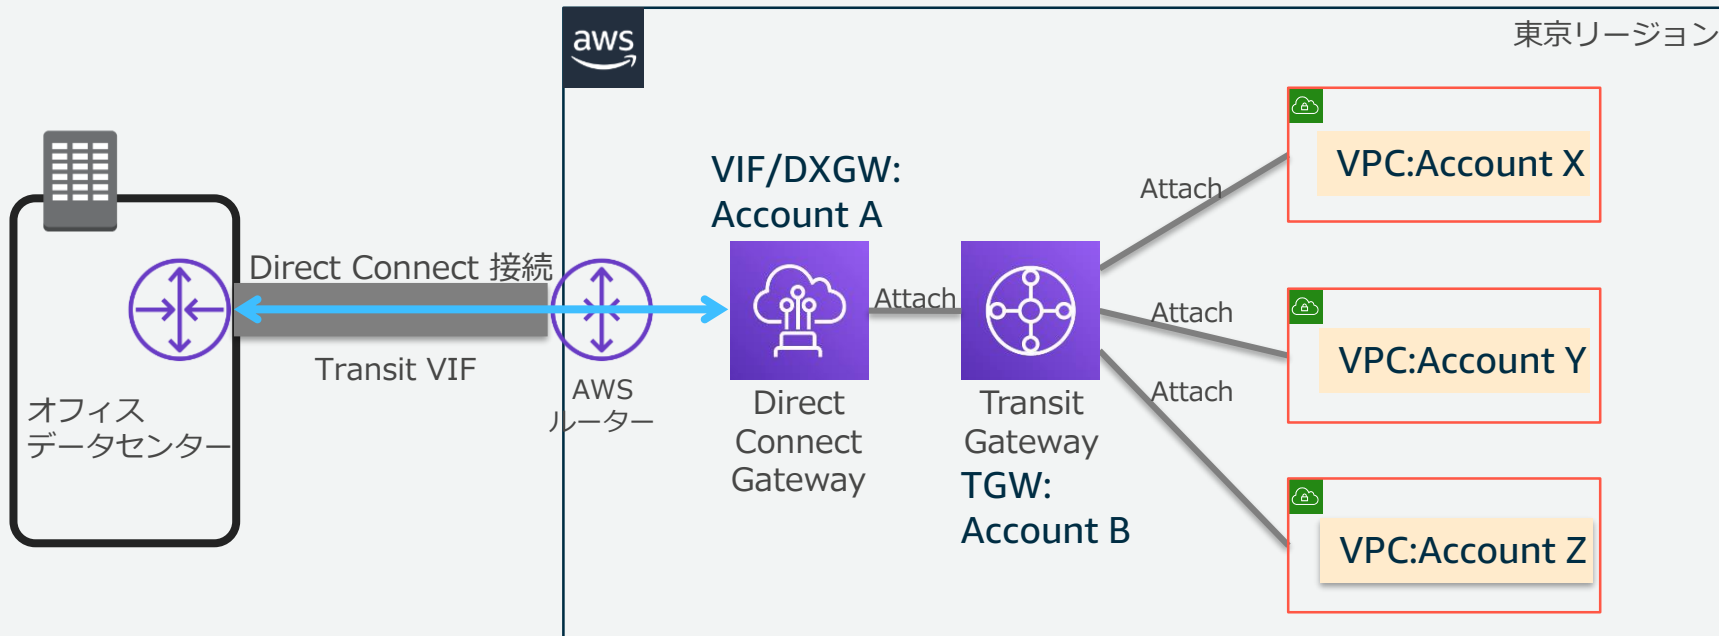 aws
東京リージョン
VIF/DXGW:
Account A
Direct Connect 接続
Transit VIF
オフィス
データセンター
AWS
ルーター
Attach
Direct
Connect
Gateway
Transit
Gateway
TGW:
Account B
Attach
Attach
Attach
VPC:Account X
VPC:Account Y
VPC:Account Z